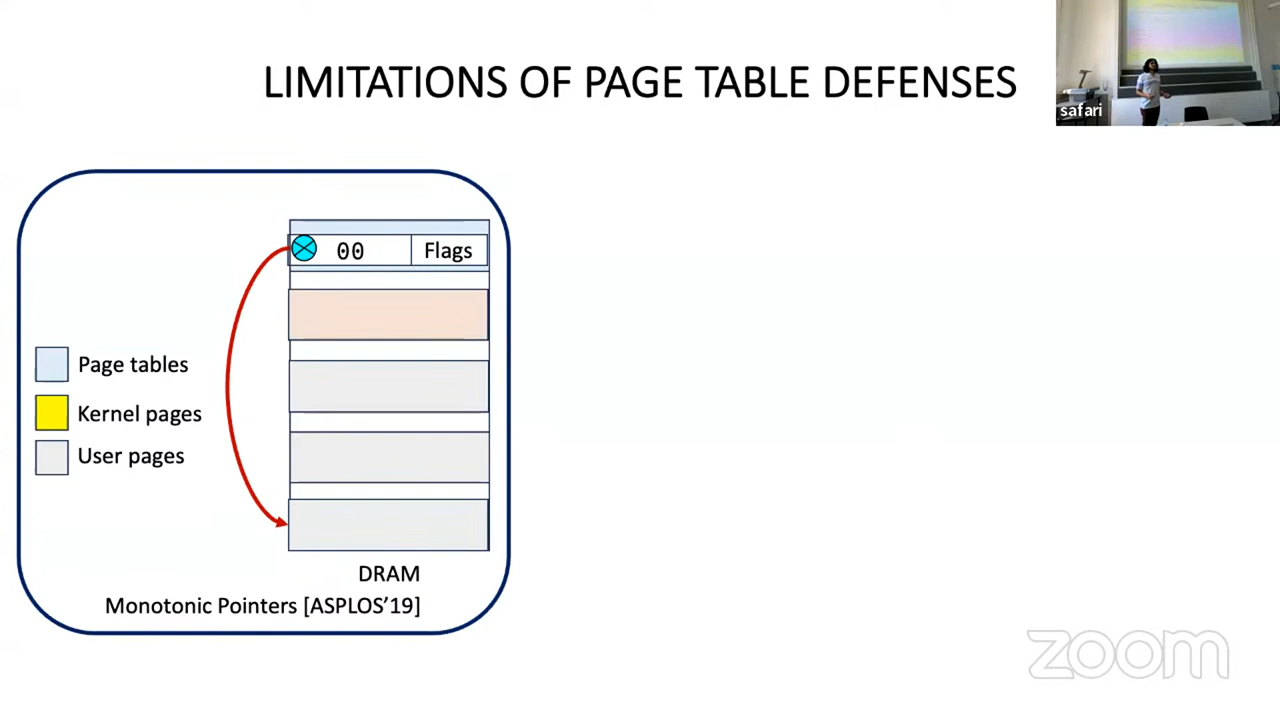 LIMITATIONS OF PAGE TABLE DEFENSES
safari
00
Flags
Page tables
Kernel pages
User pages
DRAM
Monotonic Pointers [ASPLOS'19]
zoom